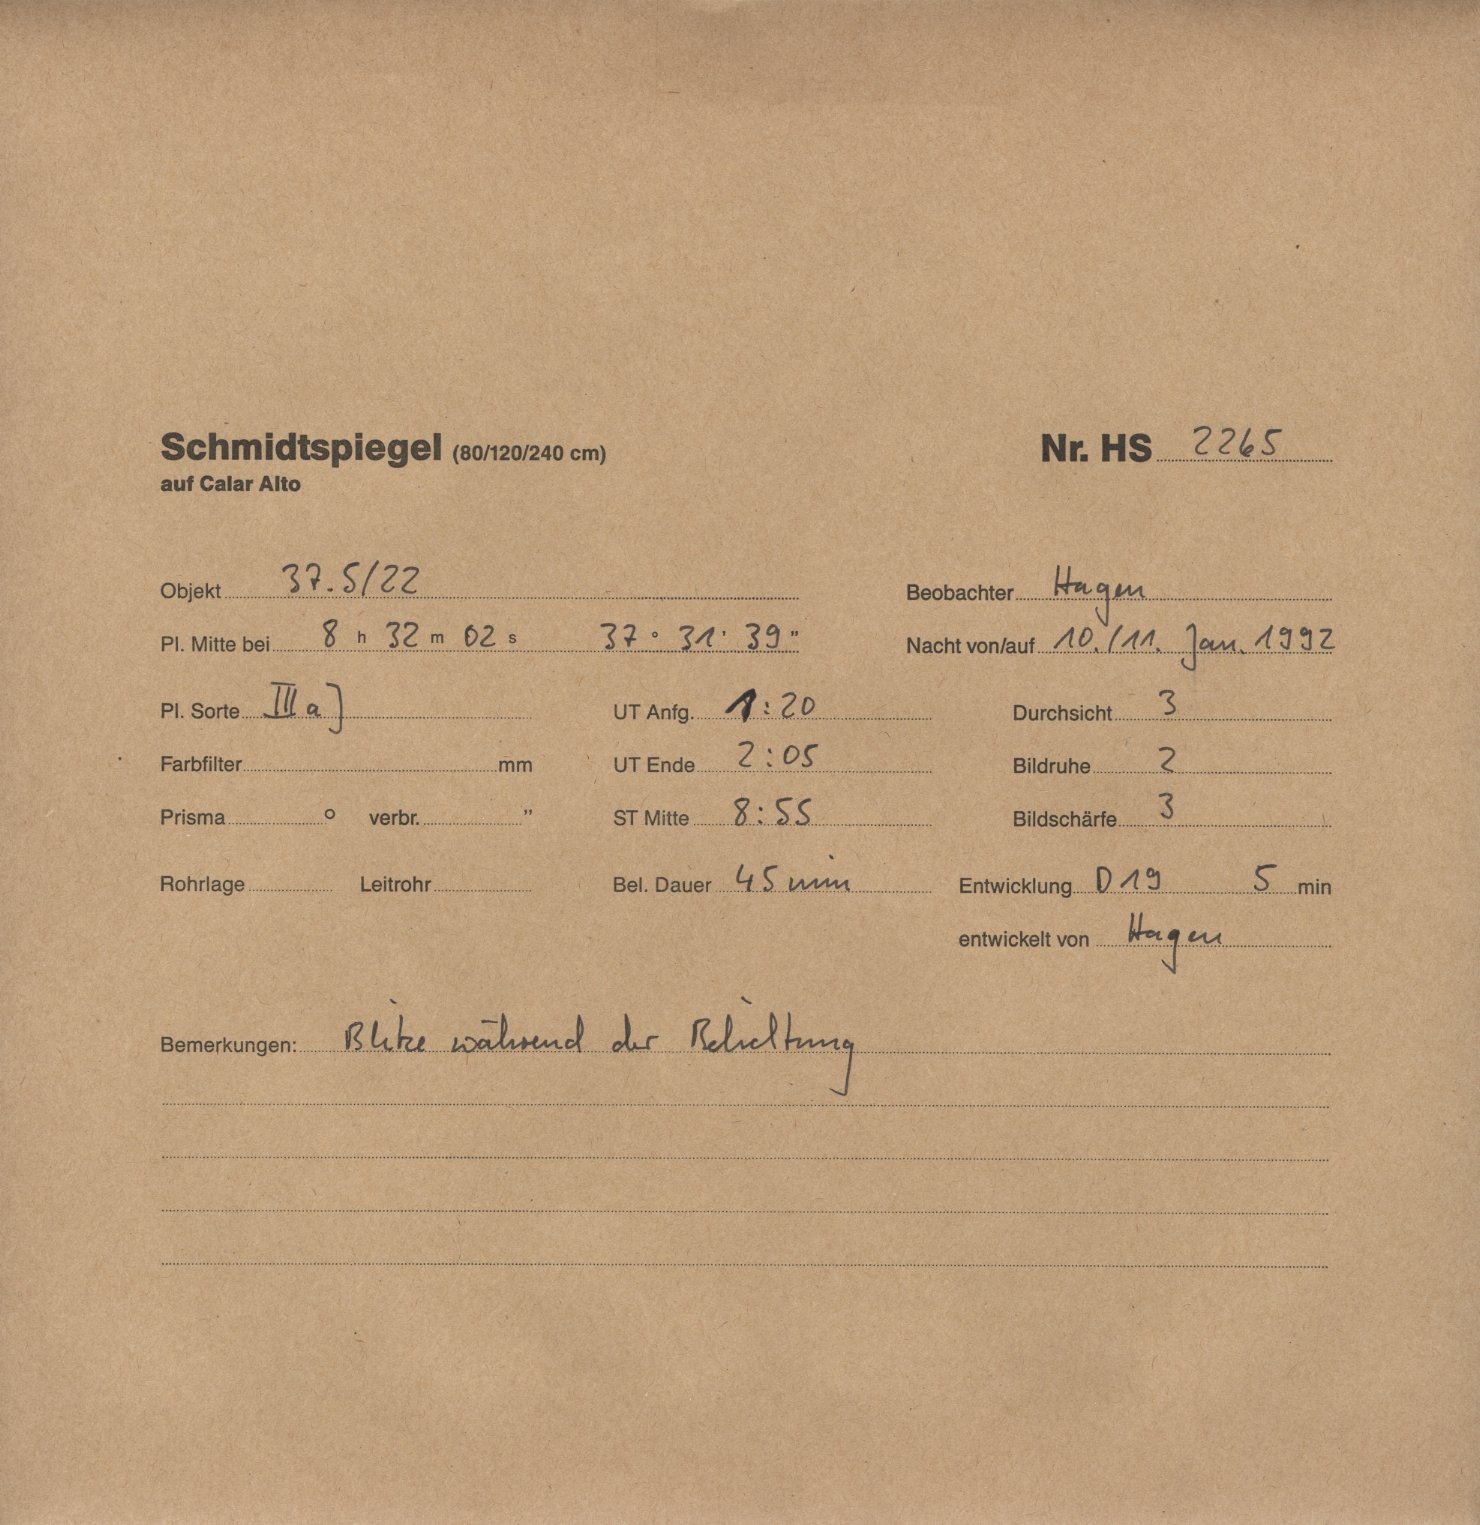 Schmidtspiegel (80/120/240 cm) Nr. HS 2265
auf Calar Alto
Objekt 37.5/22 Beobachter Hagen
Pl. Mitte bei 8 h 32 m 02 s 37 ° 31 ' 39 " Nacht von/auf 10./11. Jan. 1992
Pl. Sorte IIIaJ UT Anfg. 1:20 Durchsicht 3
Farbfilter mm UT Ende 2:05 Bildruhe 2
Prisma ° verbr. " ST Mitte 8:55 Bildschärfe 3
Rohrlage Leitrohr Bel. Dauer 45 min Entwicklung D19 5 min
entwickelt von Hagen
Bemerkungen: Blitze während der Belichtung